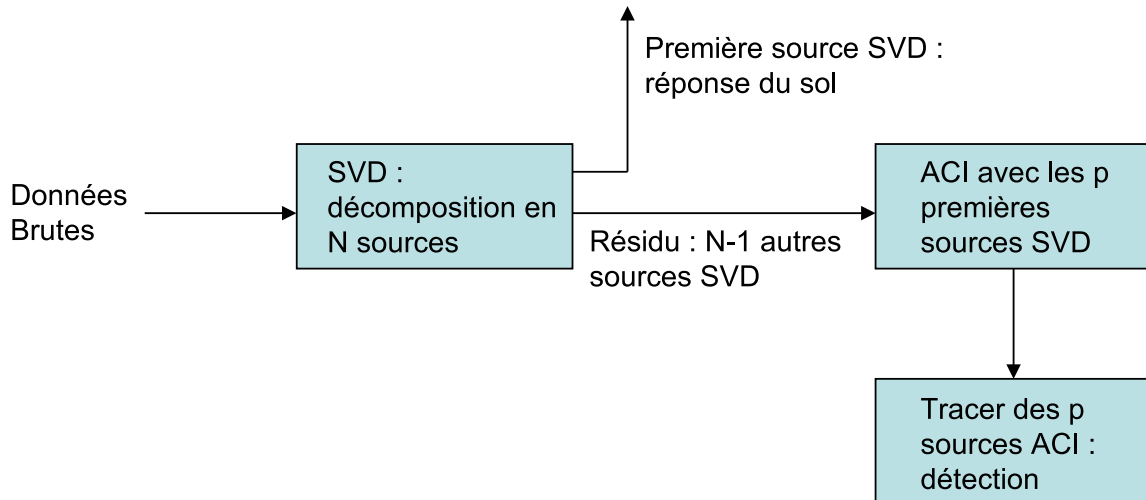 Première source SVD :
réponse du sol
Données
Brutes
SVD :
décomposition en
N sources
Résidu : N-1 autres
sources SVD
ACI avec les p
premières
sources SVD
Tracer des p
sources ACI :
détection